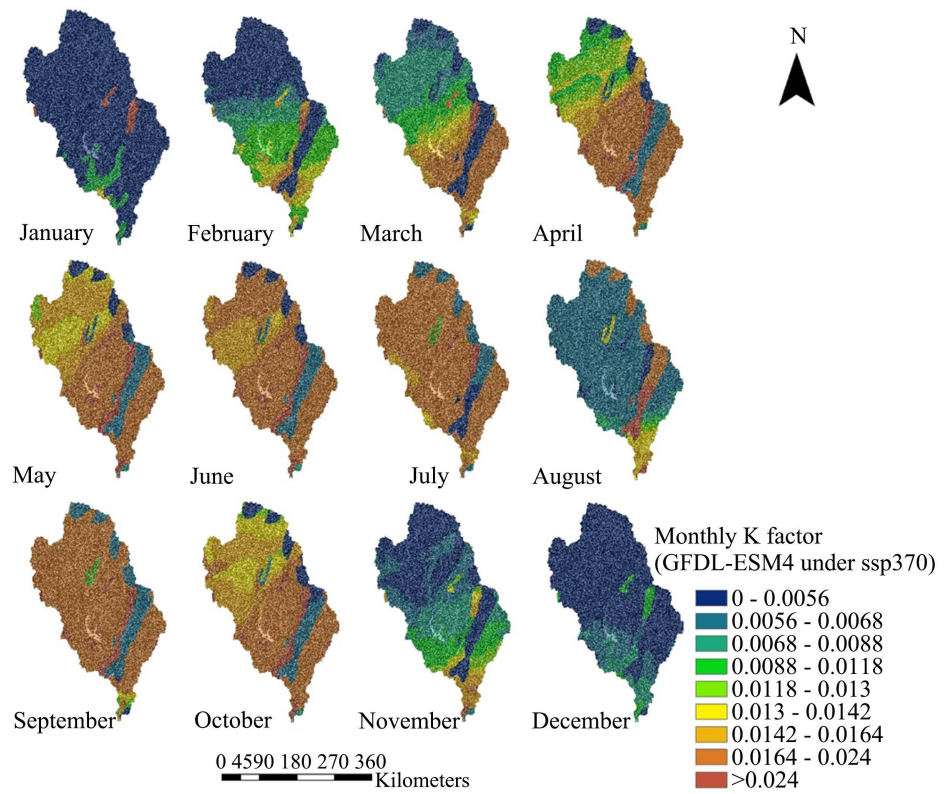 N
January
February
March
April
May
June
July
August
September
October
November
December
Monthly K factor
(GFDL-ESM4 under ssp370)
0 - 0.0056
0.0056 - 0.0068
0.0068 - 0.0088
0.0088 - 0.0118
0.0118 - 0.013
0.013 - 0.0142
0.0142 - 0.0164
0.0164 - 0.024
>0.024
0 4590 180 270 360
Kilometers